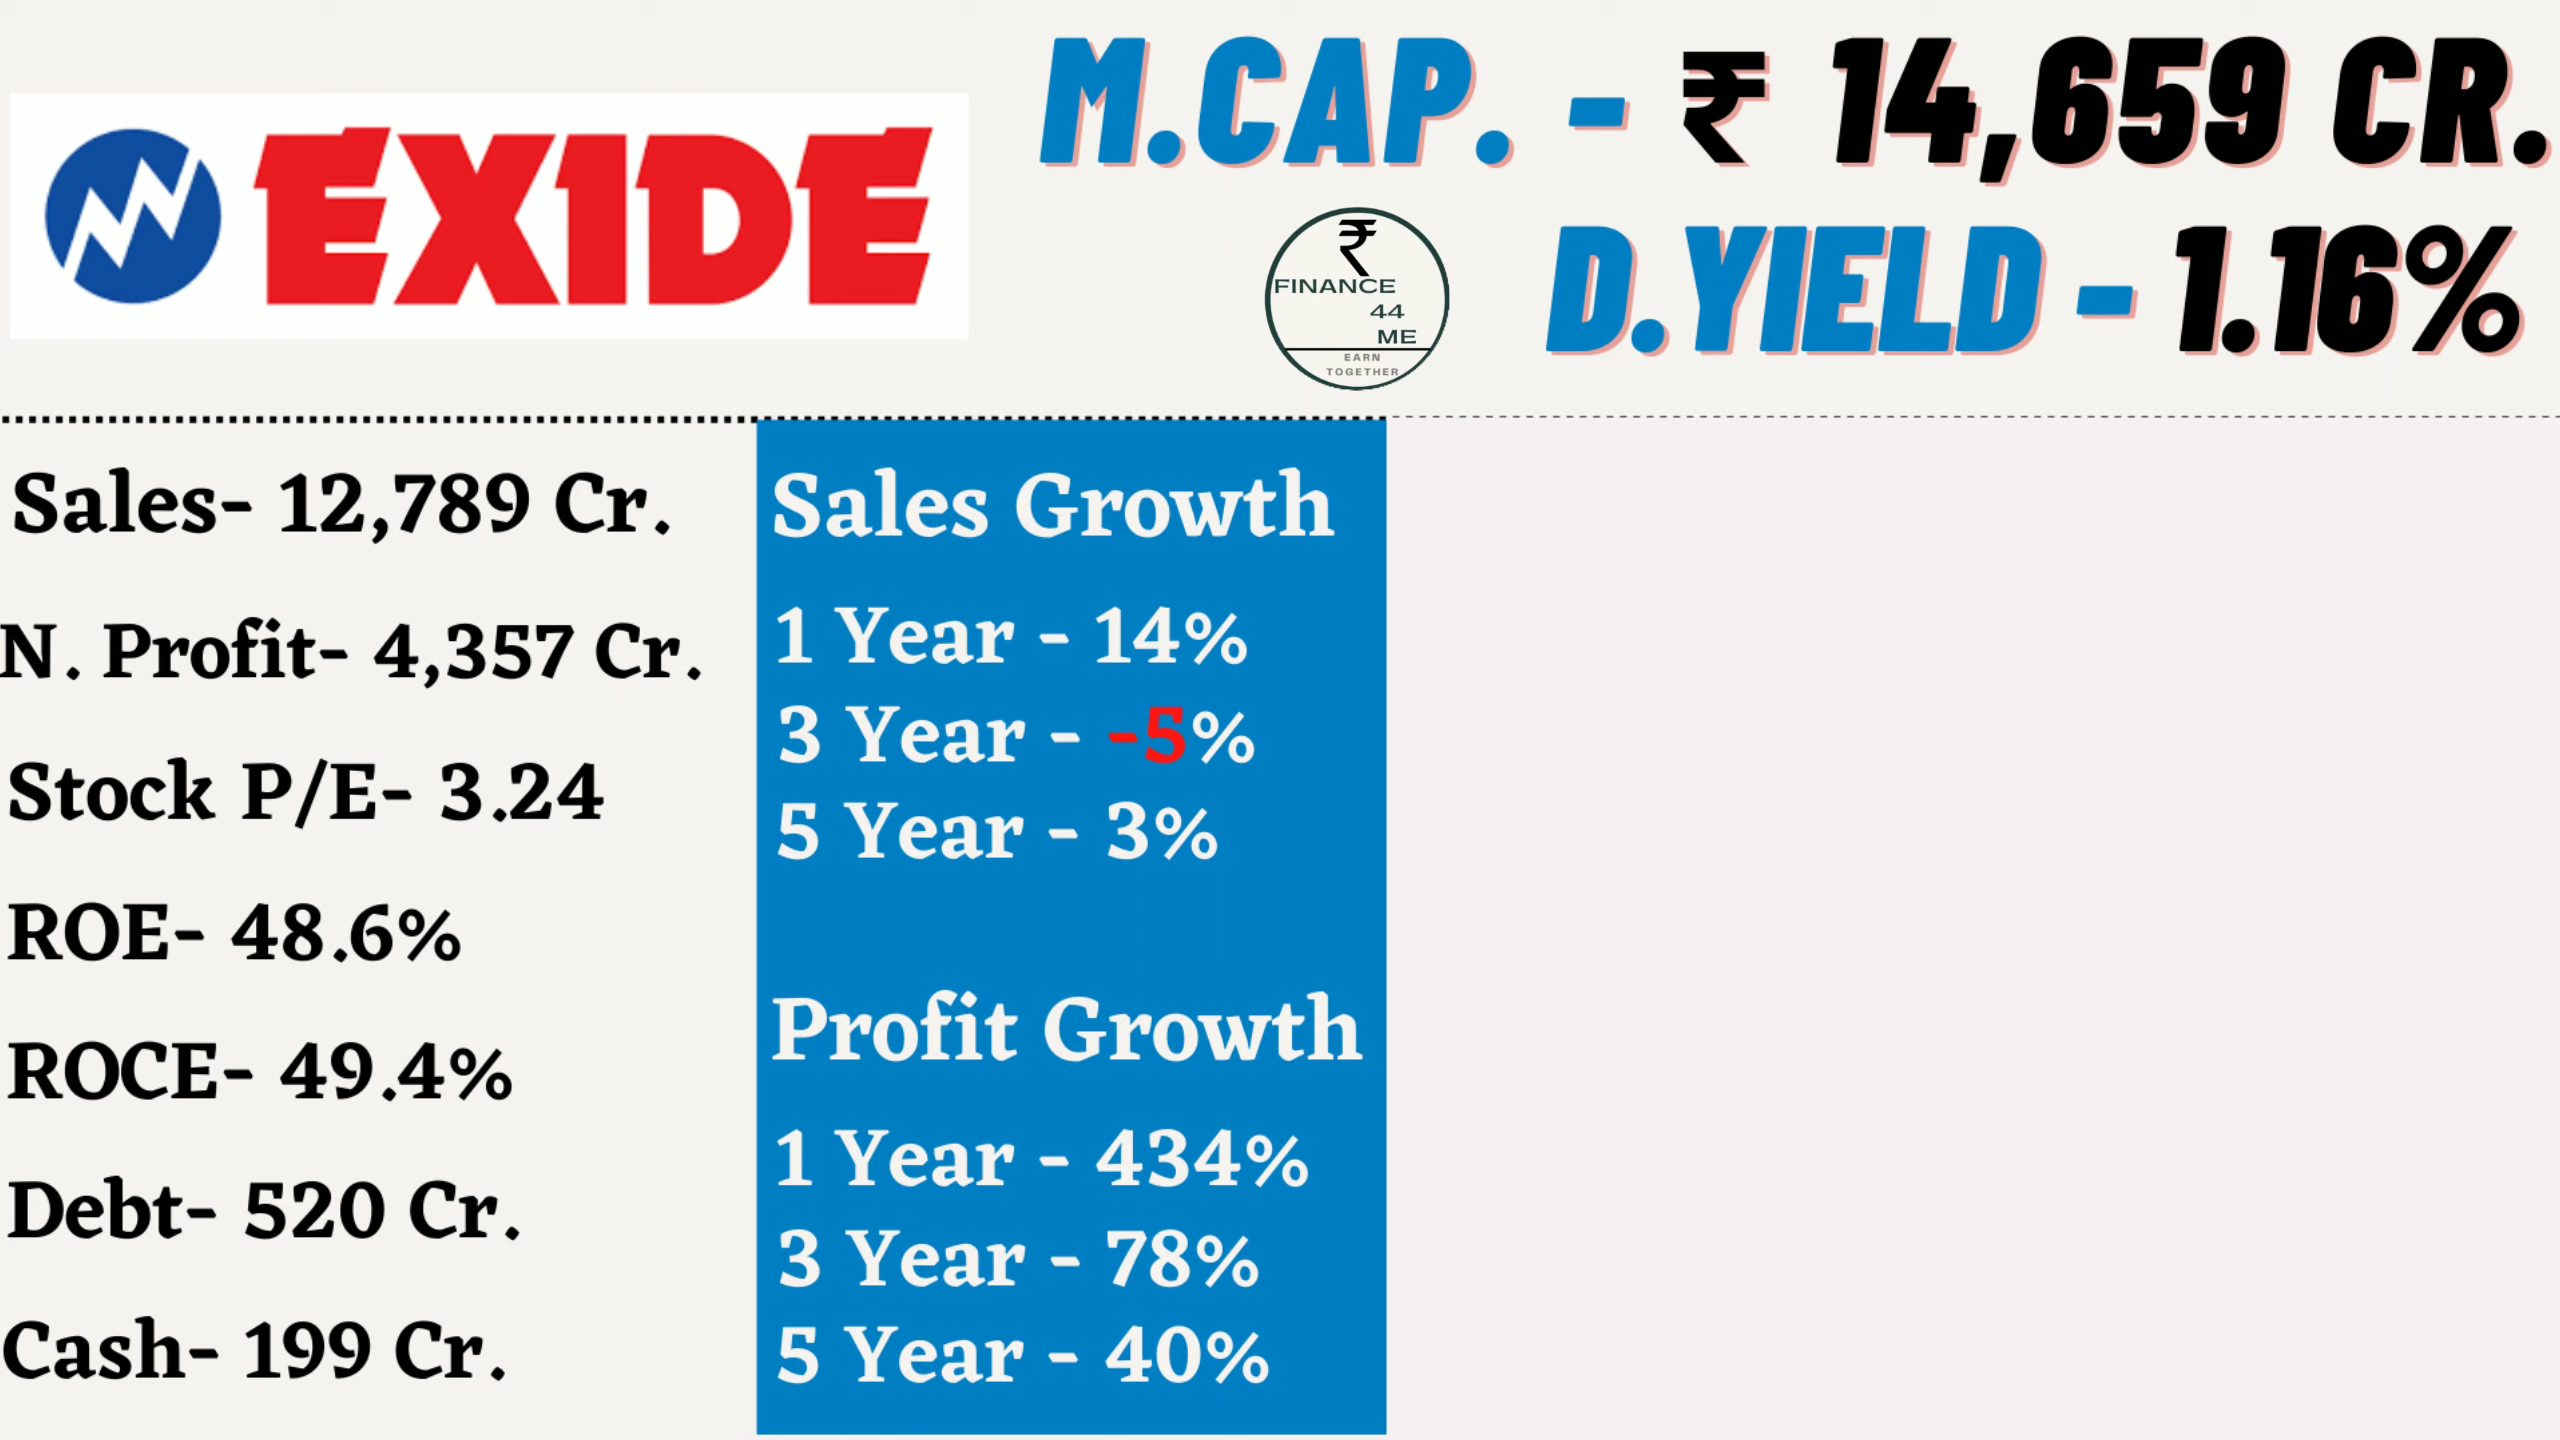 EXIDE
M.CAP. - ₹ 14,659 CR.
D.YIELD - 1.16%
₹
FINANCE
44
ME
EARN
TOGETHER
Sales- 12,789 Cr.
N. Profit- 4,357 Cr.
Stock P/E- 3.24
ROE- 48.6%
ROCE- 49.4%
Debt- 520 Cr.
Cash- 199 Cr.
Sales Growth
1 Year - 14%
3 Year - -5%
5 Year - 3%
Profit Growth
1 Year - 434%
3 Year - 78%
5 Year - 40%